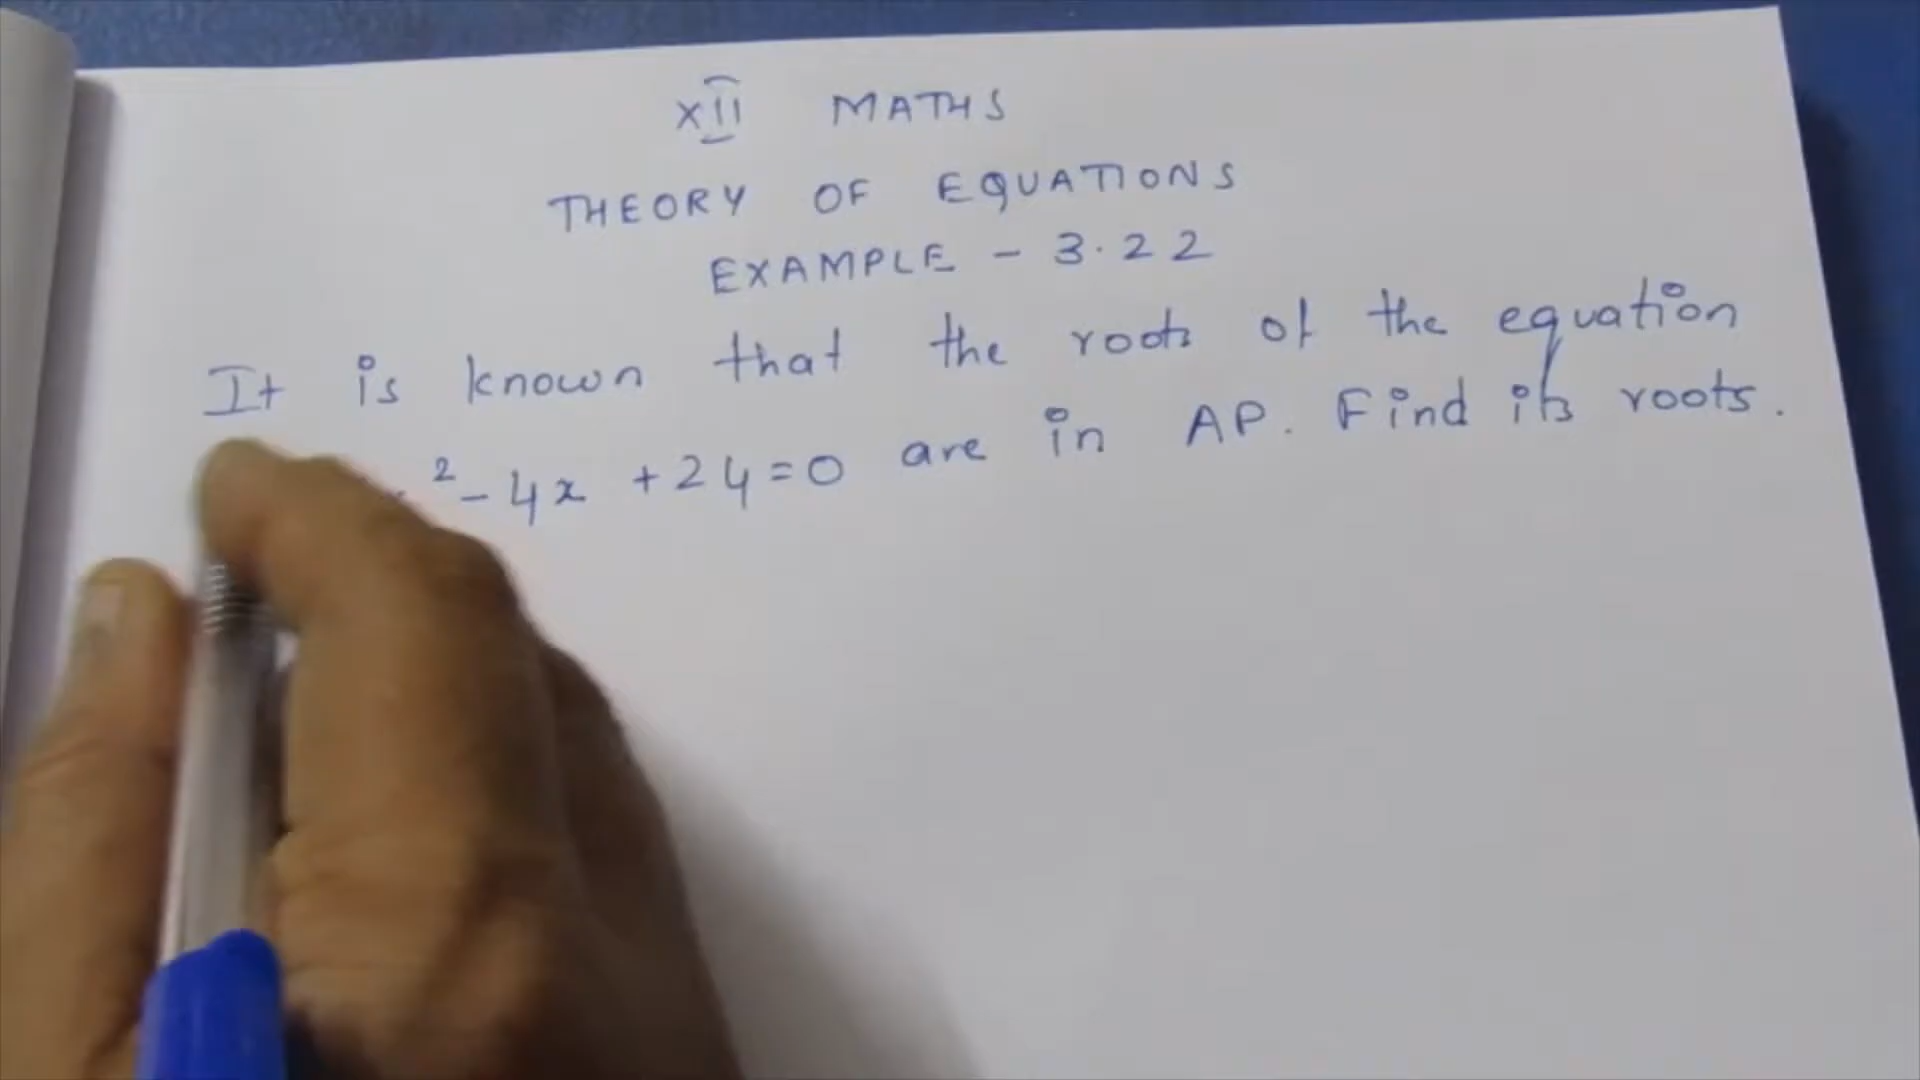 XII MATHS
THEORY OF EQUATIONS
EXAMPLE - 3.22
It is known that the roots of the equation
² - 4x + 24 = 0 are in AP. Find its roots.